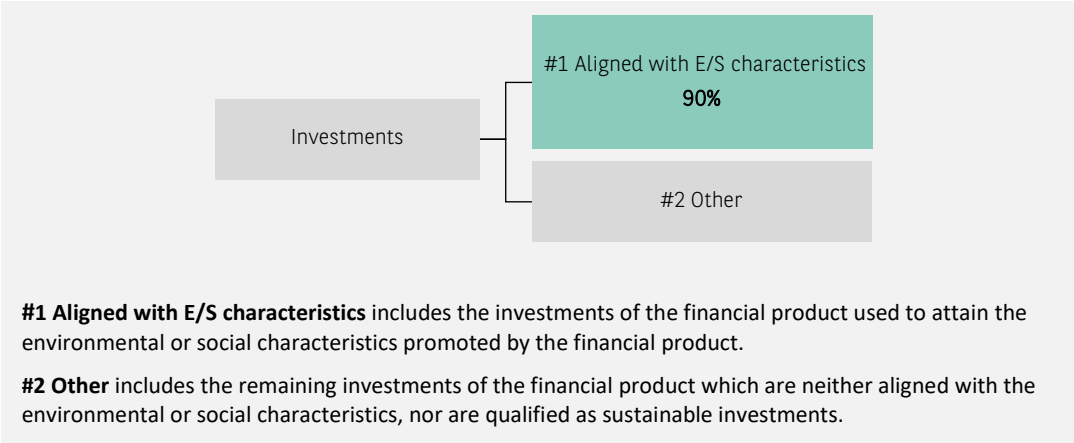 #1 Aligned with E/S characteristics
90%
Investments
#2 Other
#1 Aligned with E/S characteristics includes the investments of the financial product used to attain the
environmental or social characteristics promoted by the financial product.
#2 Other includes the remaining investments of the financial product which are neither aligned with the
environmental or social characteristics, nor are qualified as sustainable investments.